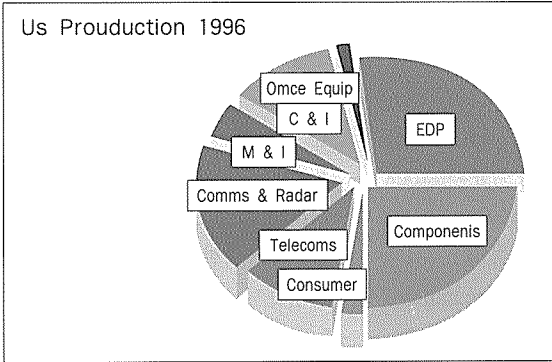 Us Prouduction 1996
Omce Equip
EDP
C & I
M & I
Comms & Radar
Componenis
Telecoms
Consumer